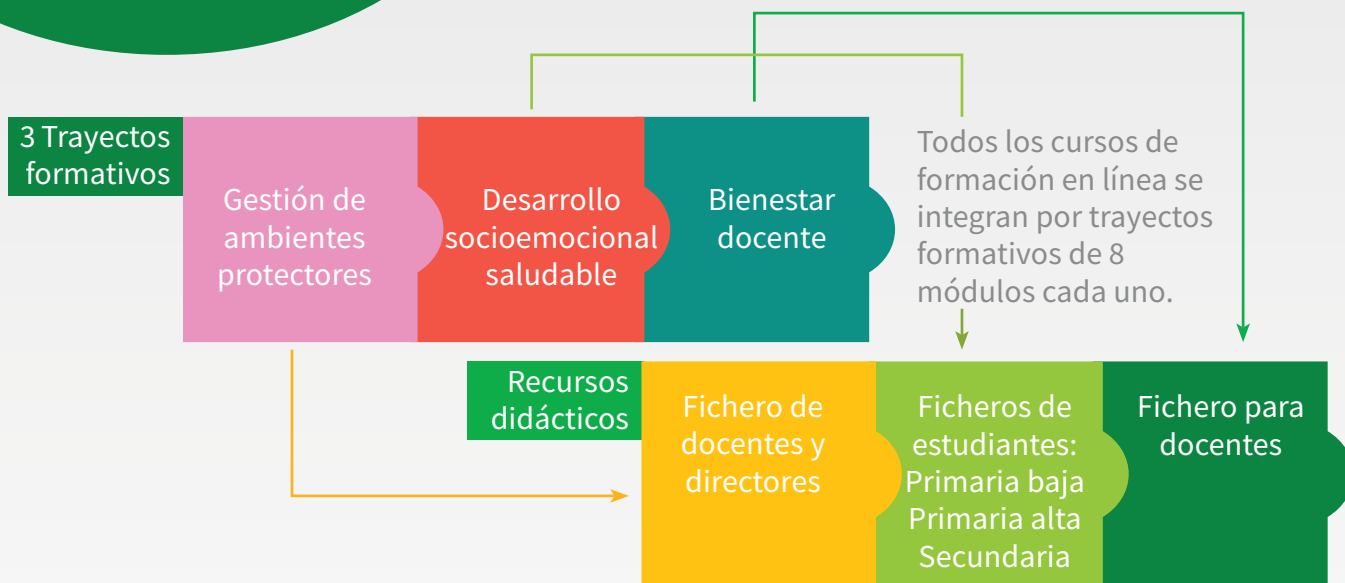 3 Trayectos
formativos
Gestión de
ambientes
protectores
Desarrollo
socioemocional
saludable
Bienestar
docente
Todos los cursos de
formación en línea se
integran por trayectos
formativos de 8
módulos cada uno.
Recursos
didácticos
Fichero de
docentes y
directores
Ficheros de
estudiantes:
Primaria baja
Primaria alta
Secundaria
Fichero para
docentes